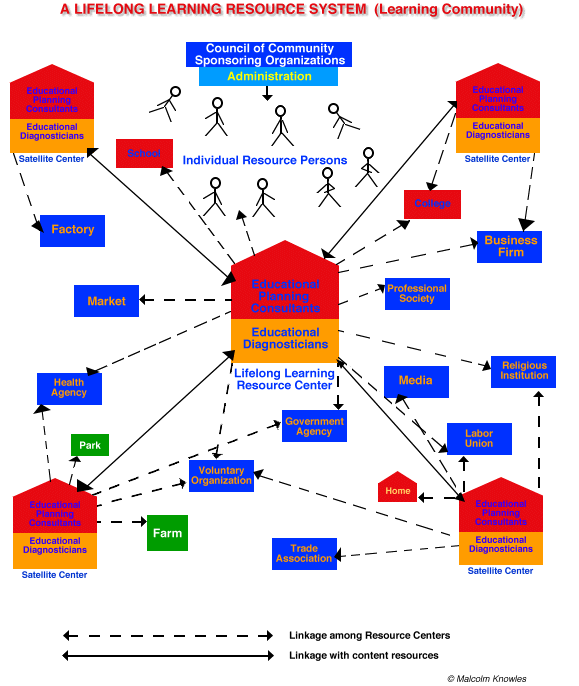 A LIFELONG LEARNING RESOURCE SYSTEM (Learning Community)
Council of Community
Sponsoring Organizations
Administration
Educational
Planning
Consultants
Educational
Diagnosticians
Satellite Center
Educational
Planning
Consultants
Educational
Diagnosticians
Satellite Center
School
Individual Resource Persons
College
Factory
Business
Firm
Market
Educational
Planning
Consultants
Educational
Diagnosticians
Lifelong Learning
Resource Center
Professional
Society
Health
Agency
Media
Religious
Institution
Government
Agency
Labor
Union
Park
Voluntary
Organization
Home
Educational
Planning
Consultants
Educational
Diagnosticians
Satellite Center
Farm
Trade
Association
Educational
Planning
Consultants
Educational
Diagnosticians
Satellite Center
Linkage among Resource Centers
Linkage with content resources
© Malcolm Knowles